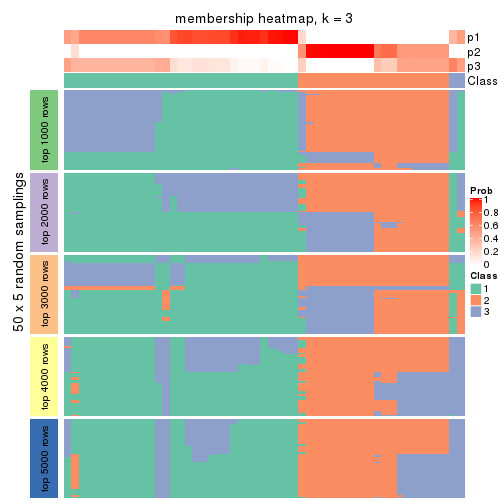 membership heatmap, k = 3
p1
p2
p3
Class
50 x 5 random samplings
top 1000 rows
top 2000 rows
top 3000 rows
top 4000 rows
top 5000 rows
Prob
1
0.8
0.6
0.4
0.2
0
Class
1
2
3